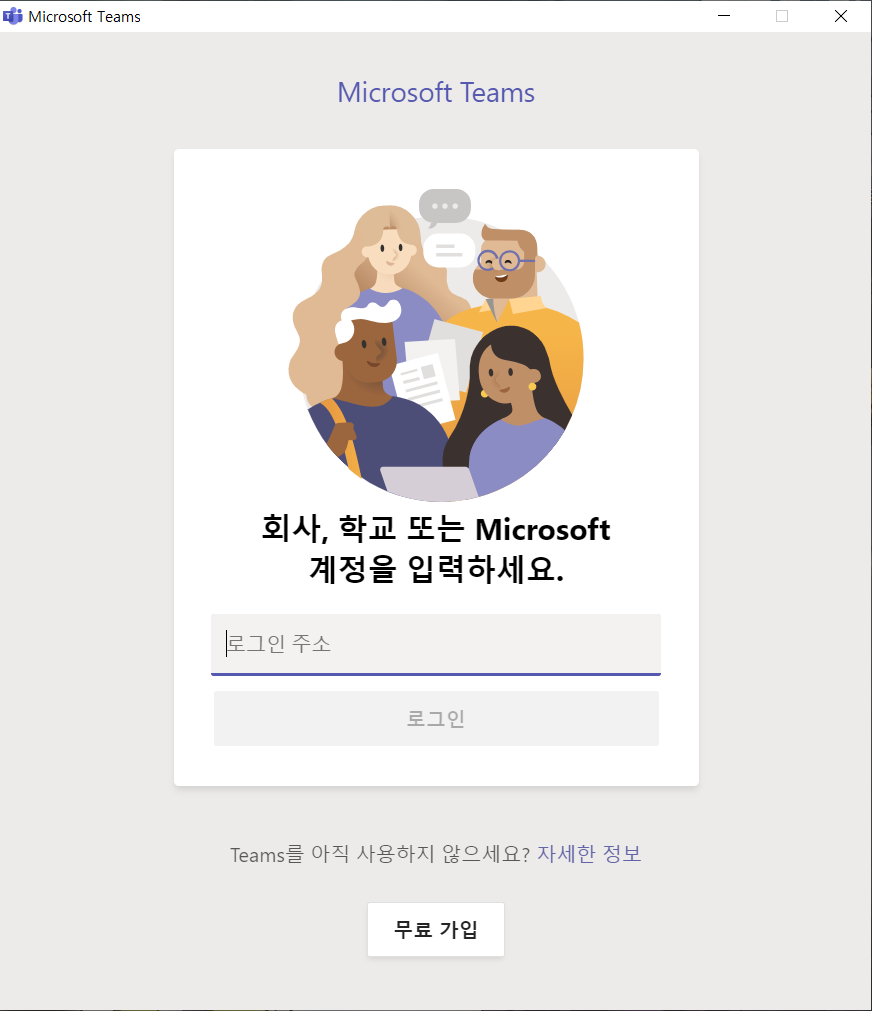 Microsoft Teams
Microsoft Teams
회사, 학교 또는 Microsoft
계정을 입력하세요.
로그인 주소
로그인
Teams를 아직 사용하지 않으세요? 자세한 정보
무료 가입